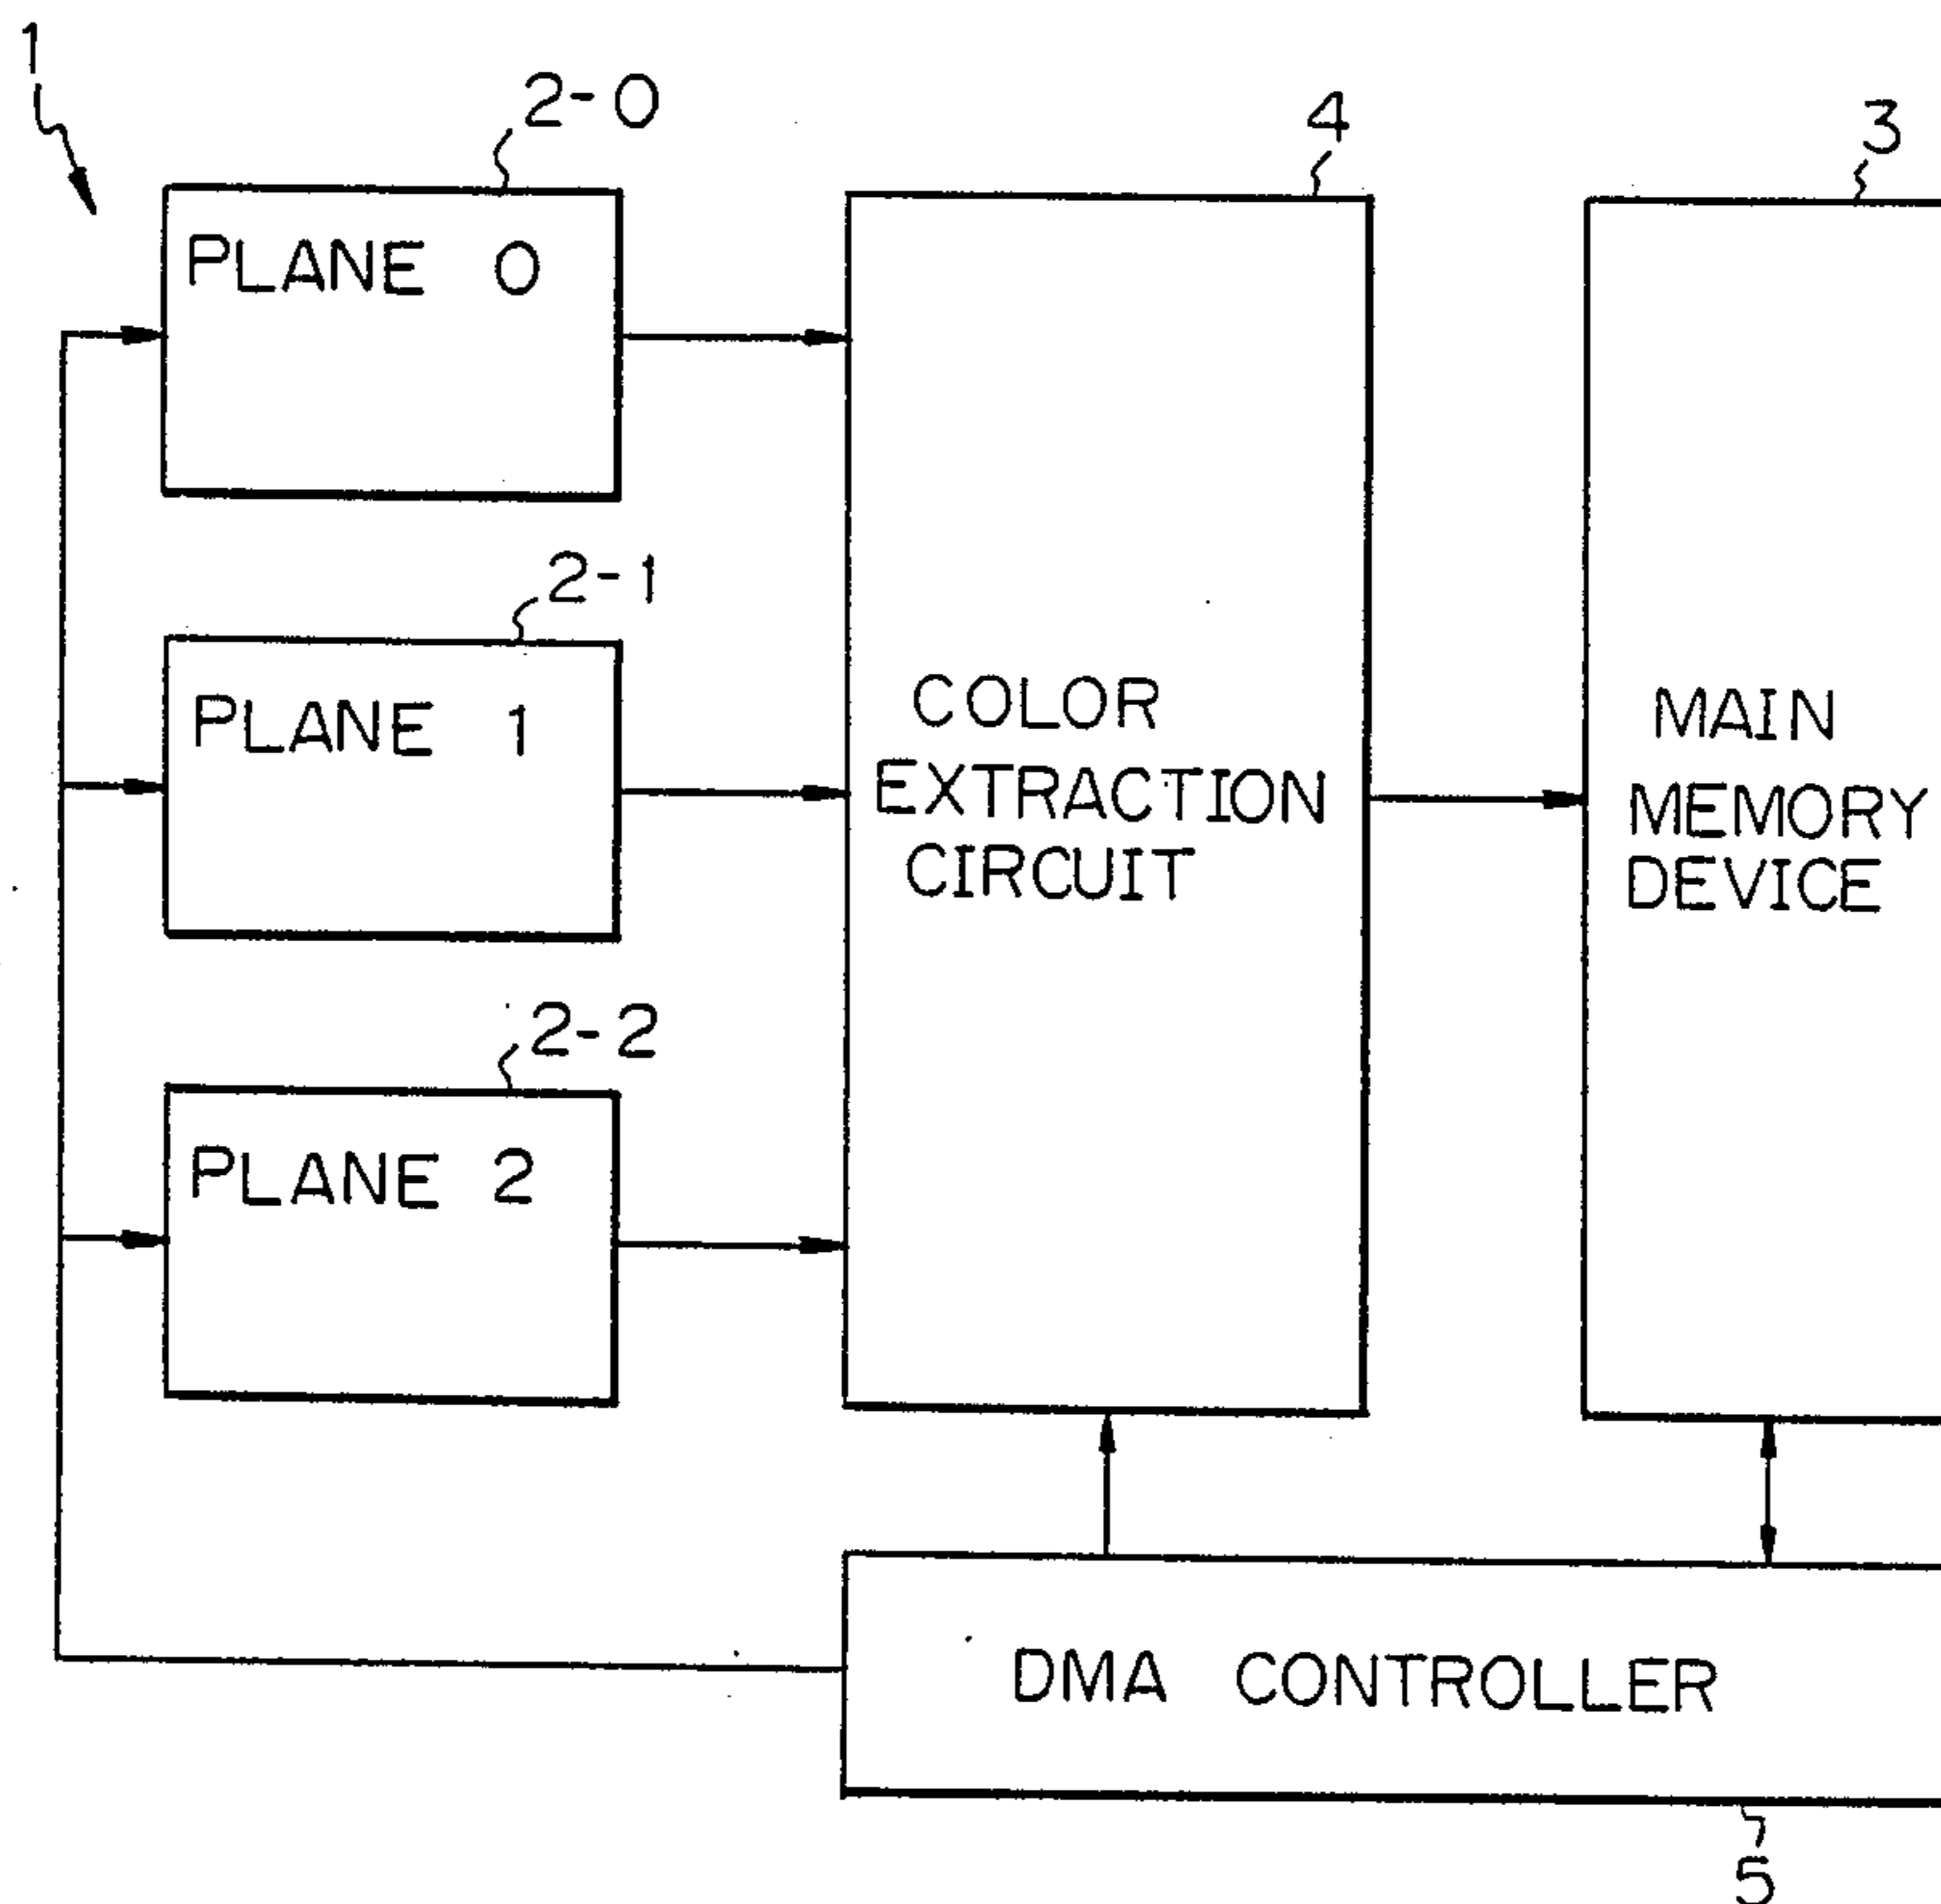 1
2-0
4
3
PLANE 0
2-1
PLANE 1
COLOR
EXTRACTION
CIRCUIT
MAIN
MEMORY
DEVICE
2-2
PLANE 2
DMA CONTROLLER
5